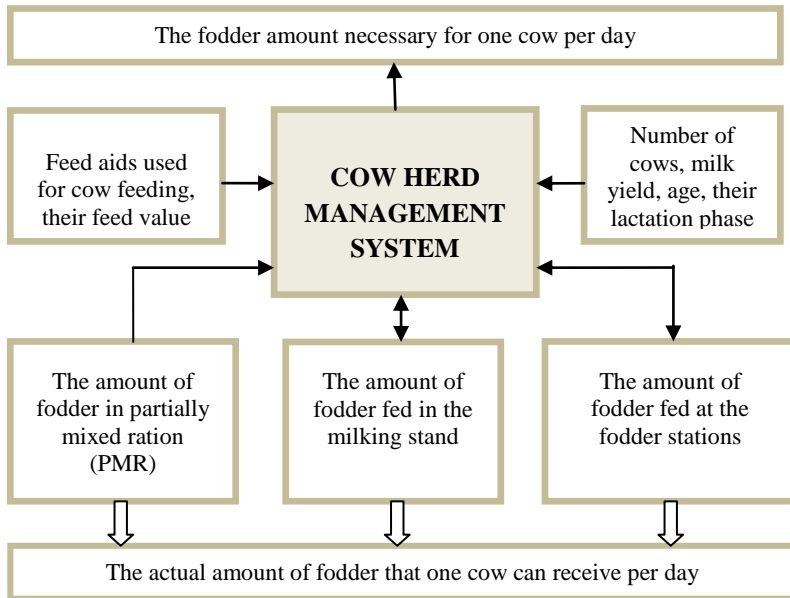 The fodder amount necessary for one cow per day
Feed aids used
for cow feeding,
their feed value
COW HERD
MANAGEMENT
SYSTEM
Number of
cows, milk
yield, age, their
lactation phase
The amount of
fodder in partially
mixed ration
(PMR)
The amount of
fodder fed in the
milking stand
The amount of
fodder fed at the
fodder stations
The actual amount of fodder that one cow can receive per day